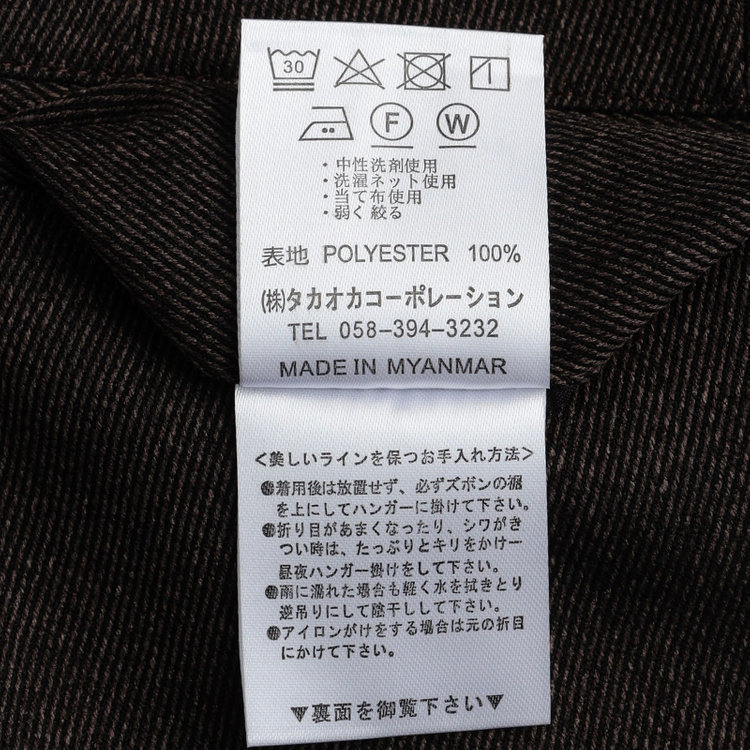 30
F W
・中性洗剤使用
・洗濯ネット使用
・当て布使用
・弱く絞る
表地 POLYESTER 100%
(株)タカオカコーポレーション
TEL 058-394-3232
MADE IN MYANMAR
<美しいラインを保つお手入れ方法>
●着用後は放置せず、必ずズボンの裾
を上にしてハンガーに掛けて下さい。
●折り目があまくなったり、シワがき
つい時は、たっぷりとキリをかけ一
昼夜ハンガー掛けをして下さい。
●雨に濡れた場合も軽く水を拭きとり
逆吊りにして陰干しして下さい。
●アイロンがけをする場合は元の折目
にかけて下さい。
▼裏面を御覧下さい▼